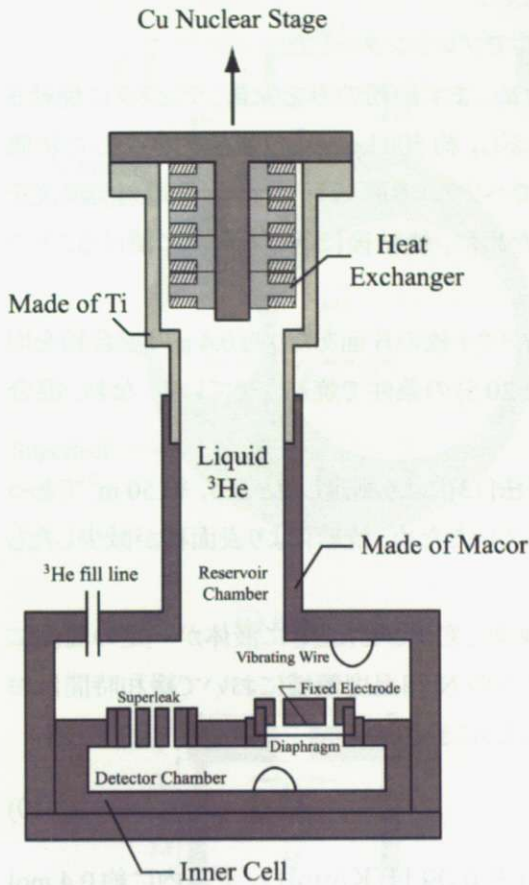 Cu Nuclear Stage
Heat
Exchanger
Made of Ti
Liquid
³He
Made of Macor
³He fill line
Reservoir
Chamber
Vibrating Wire
Superleak
Fixed Electrode
Diaphragm
Detector Chamber
Inner Cell